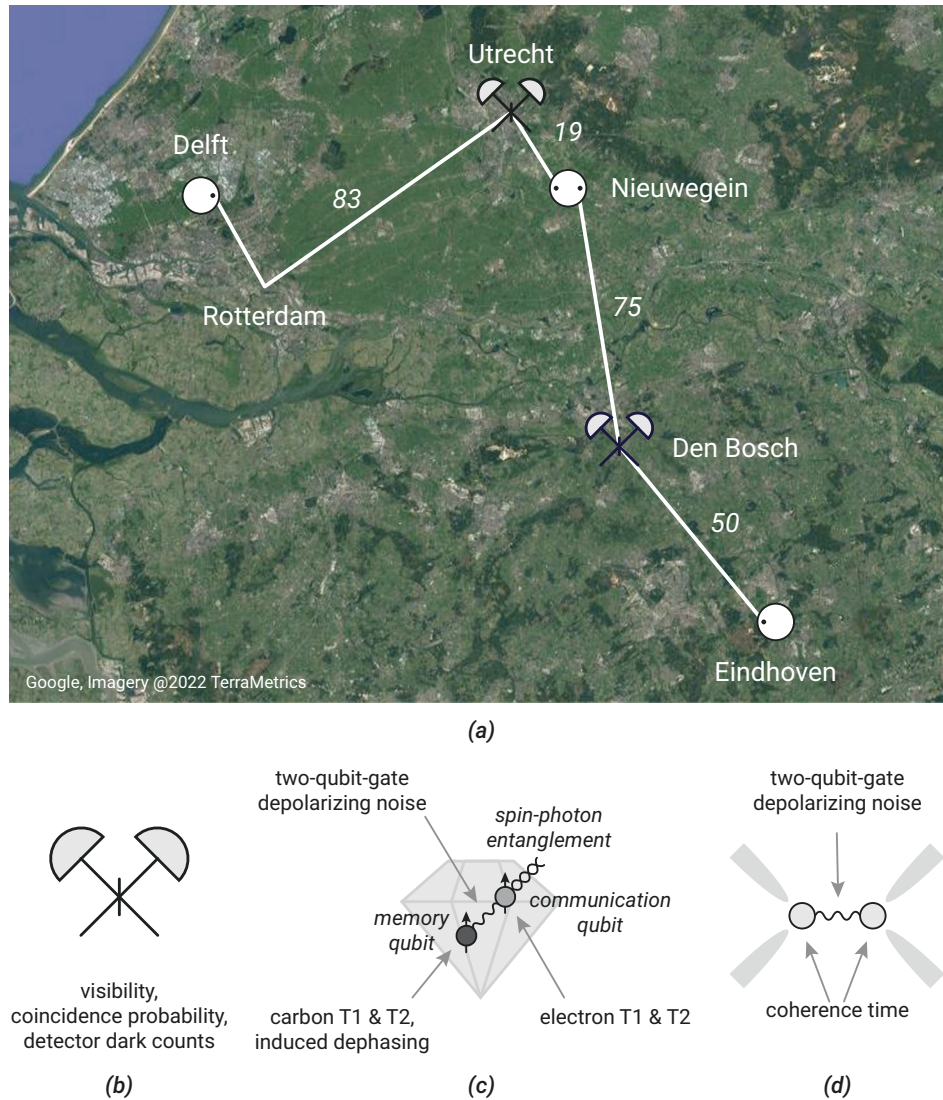 Utrecht
19
Delft
Nieuwegein
83
Rotterdam
75
Den Bosch
50
Eindhoven
Google, Imagery @2022 TerraMetrics
(a)
two-qubit-gate
depolarizing noise
spin-photon
entanglement
communication
qubit
memory
qubit
two-qubit-gate
depolarizing noise
visibility,
coincidence probability,
detector dark counts
carbon T1 & T2,
induced dephasing
electron T1 & T2
coherence time
(b)
(c)
(d)